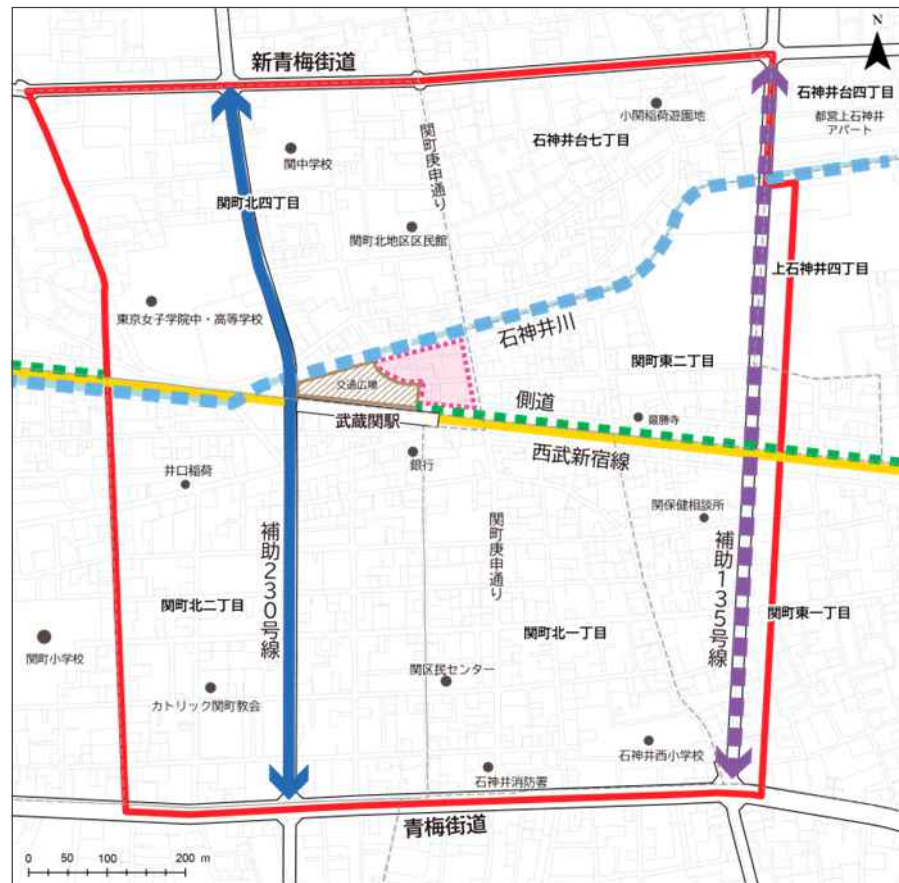 N
新青梅街道
石神井台四丁目
都営上石神井
アパート
小関稲荷遊園地
石神井台七丁目
関町庚申通り
関中学校
関町北四丁目
関町北地区区民館
上石神井四丁目
東京女子学院中・高等学校
石神井川
関町東二丁目
交通広場
側道
最勝寺
武蔵関駅
西武新宿線
銀行
井口稲荷
関保健相談所
関町庚申通り
補助230号線
補助135号線
関町北二丁目
関町北一丁目
関町東一丁目
関町小学校
関区民センター
カトリック関町教会
石神井西小学校
石神井消防署
青梅街道
0 50 100 200 m